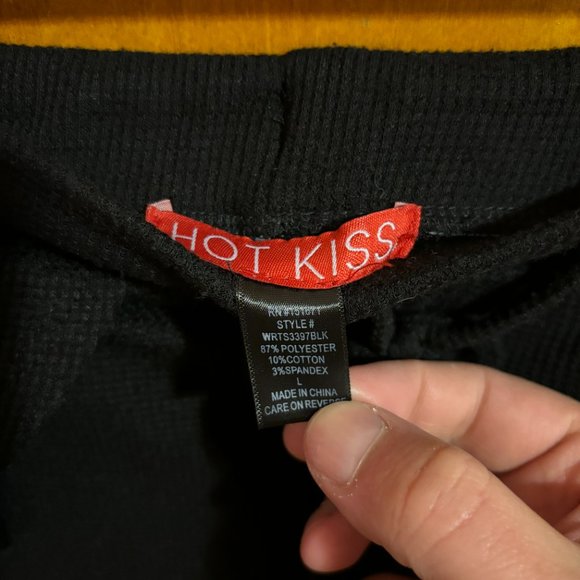 HOT KISS
STYLE #
WRTS3397BLK
87% POLYESTER
10%COTTON
3%SPANDEX
L
MADE IN CHINA
CARE ON REVERSE